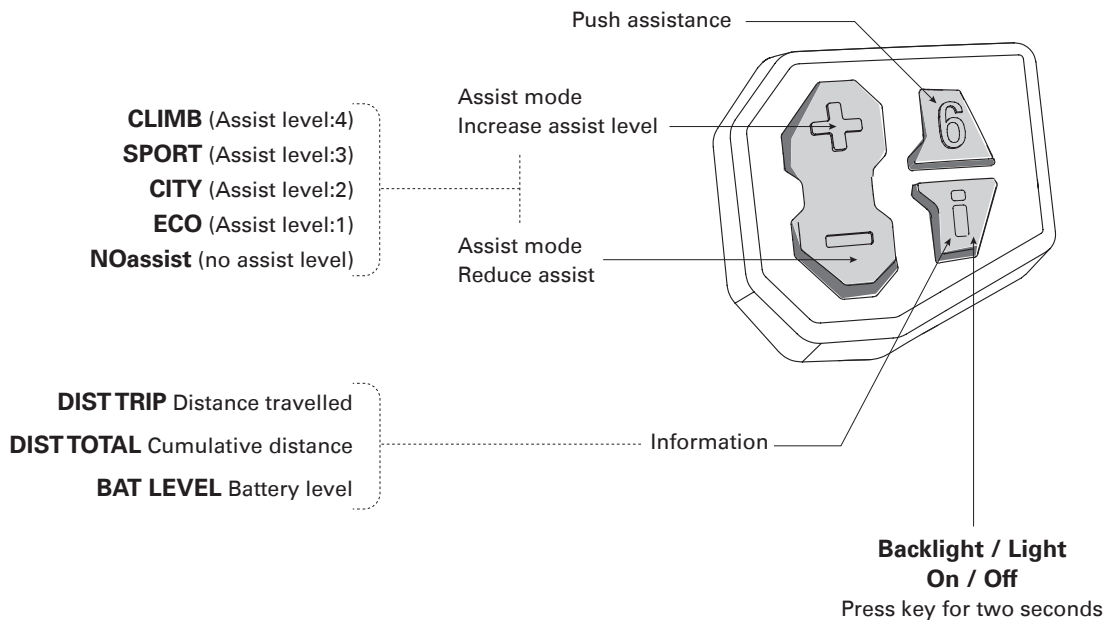 Push assistance
Assist mode
Increase assist level
CLIMB (Assist level:4)
SPORT (Assist level:3)
CITY (Assist level:2)
ECO (Assist level:1)
NOassist (no assist level)
Assist mode
Reduce assist
+
6
i
−
DIST TRIP Distance travelled
DIST TOTAL Cumulative distance
BAT LEVEL Battery level
Information
Backlight / Light
On / Off
Press key for two seconds